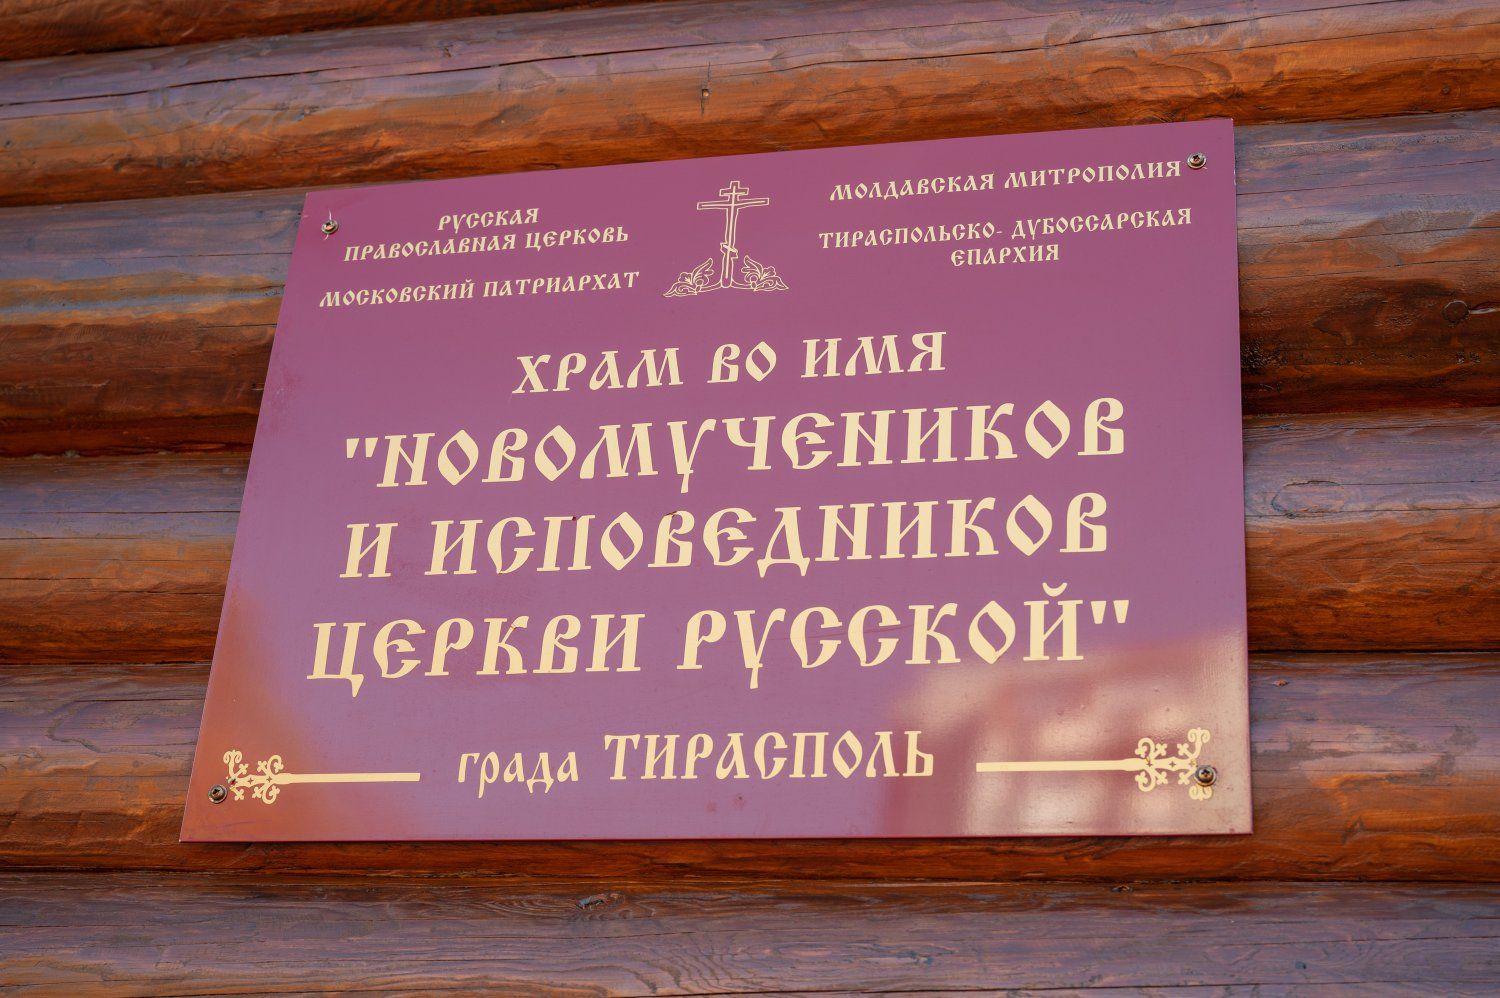 РУССКАЯ
ПРАВОСЛАВНАЯ ЦЕРКОВЬ
МОСКОВСКИЙ ПАТРИАРХАТ
МОЛДАВСКАЯ МИТРОПОЛИЯ
ТИРАСПОЛЬСКО- ДУБОССАРСКАЯ
ЕПАРХИЯ
ХРАМ ВО ИМЯ
"НОВОМУЧЕНИКОВ
И ИСПОВЕДНИКОВ
ЦЕРКВИ РУССКОЙ"
града ТИРАСПОЛЬ